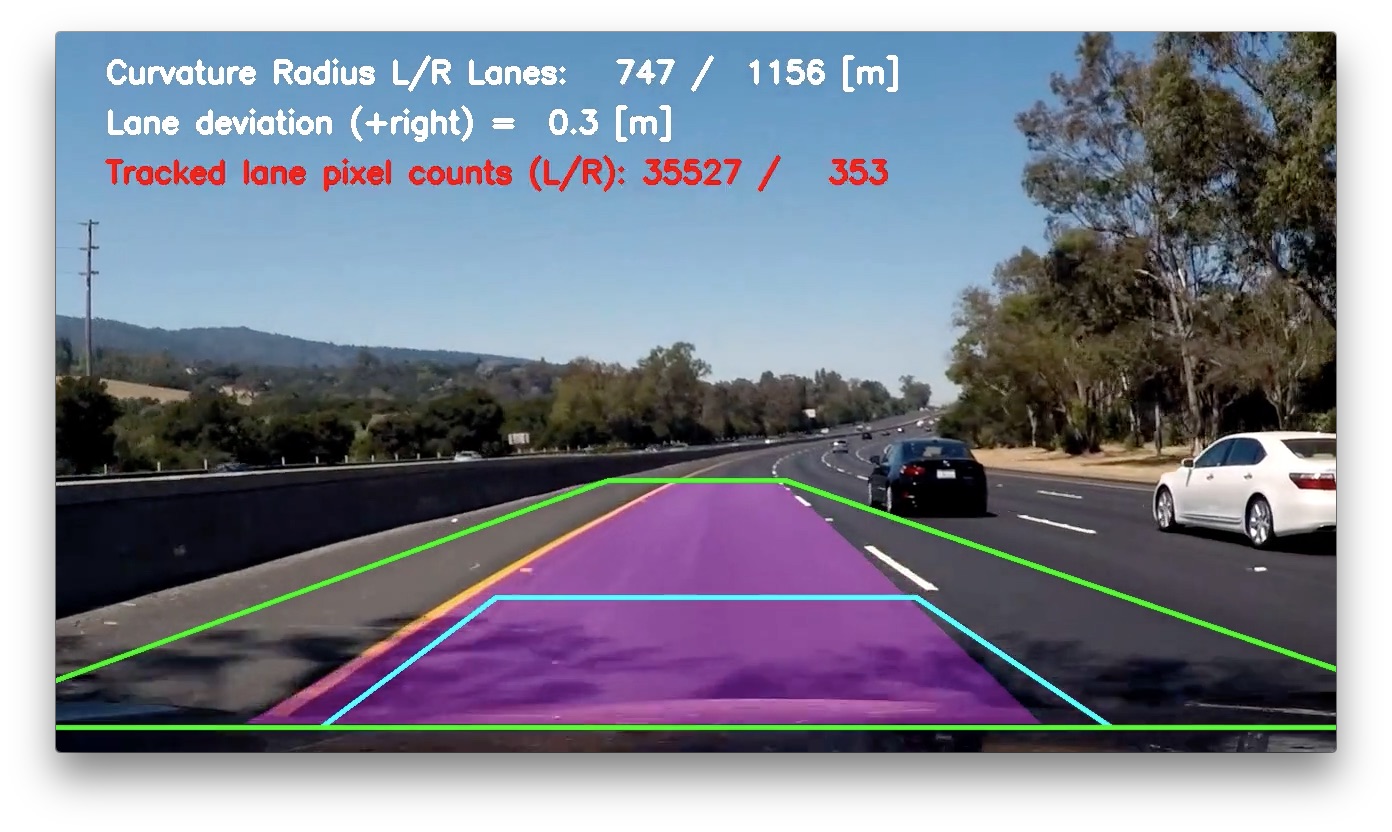 Curvature Radius L/R Lanes: 747 / 1156 [m]
Lane deviation (+right) = 0.3 [m]
Tracked lane pixel counts (L/R): 35527 / 353